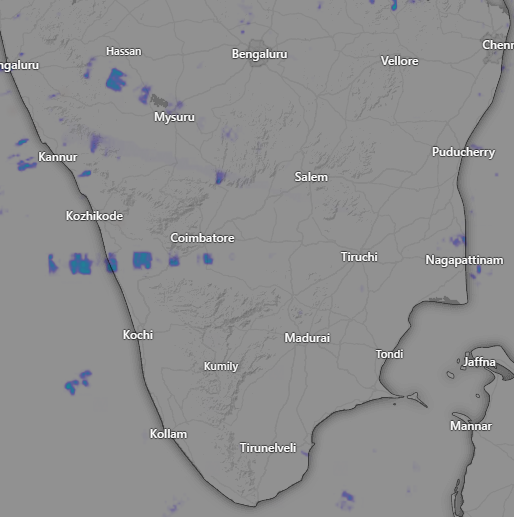 Hassan
Bengaluru
Vellore
Chenn
ngaluru
Mysuru
Kannur
Puducherry
Salem
Kozhikode
Coimbatore
Tiruchi
Nagapattinam
Kochi
Madurai
Tondi
Kumily
Jaffna
Mannar
Kollam
Tirunelveli